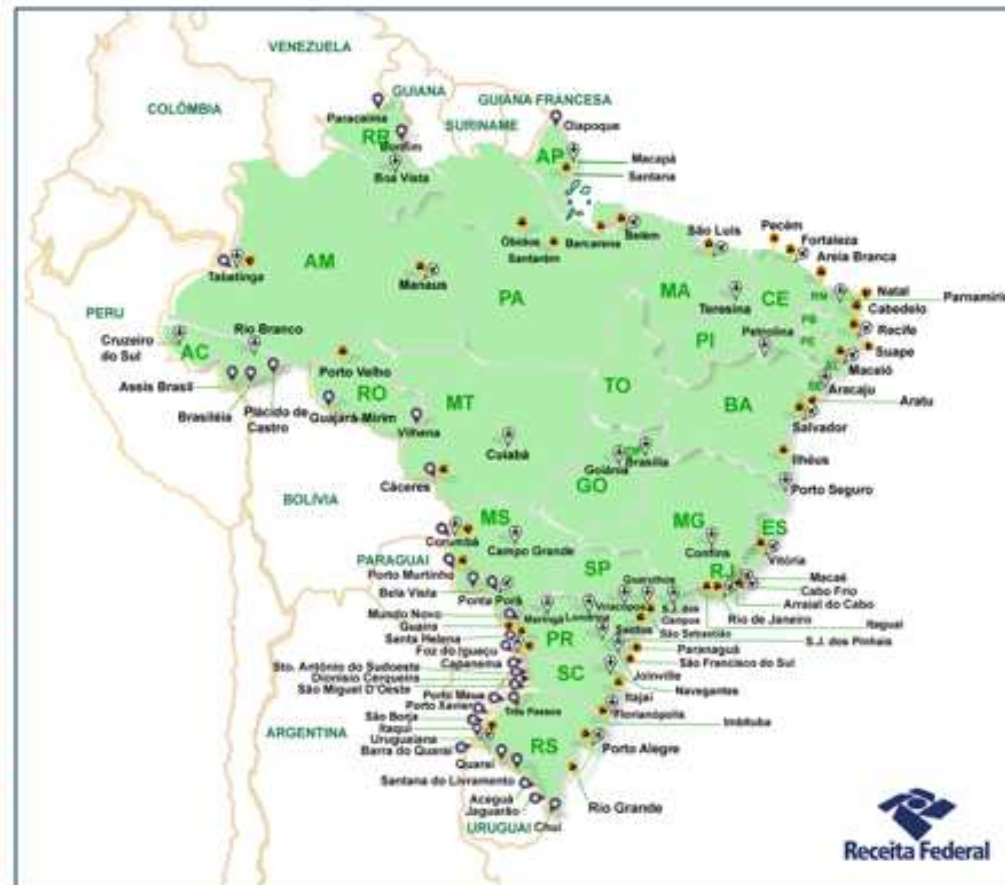 VENEZUELA
COLÔMBIA
GUIANA
GUIANA FRANCESA
SURINAME
Paracaima
RR
Bonfim
Boa Vista
Oiapoque
AP
Macapá
Santana
Tabatinga
AM
Manaus
Óbidos
Santarém
Barcarena
Belém
PA
São Luis
MA
Teresina
Pecém
Fortaleza
Areia Branca
CE
RN
Natal
Parnamirim
Cabedelo
PB
Recife
PE
Suape
Petrolina
PI
Maceió
Aracaju
Aratu
PERU
Cruzeiro
do Sul
AC
Rio Branco
Assis Brasil
Brasiléia
Plácido de
Castro
Porto Velho
RO
Guajará-Mirim
Vilhena
MT
TO
BA
Salvador
Ilhéus
Porto Seguro
Cuiabá
Cáceres
Goiânia
Brasília
GO
BOLÍVIA
MS
Corumbá
Campo Grande
MG
Confins
ES
Vitória
PARAGUAI
Porto Murtinho
Bela Vista
Ponta Porã
SP
Guarulhos
Viracopos
S.J. dos
Campos
RJ
Macaé
Cabo Frio
Arraial do Cabo
Rio de Janeiro
Itaguaí
São Sebastião
Santos
Mundo Novo
Guaíra
Santa Helena
Foz do Iguaçu
Maringá
Londrina
PR
S.J. dos Pinhais
Paranaguá
São Francisco do Sul
Capanema
Sto. Antônio do Sudoeste
Dionísio Cerqueira
São Miguel D'Oeste
SC
Joinville
Navegantes
Itajaí
Florianópolis
Imbituba
Porto Maua
Porto Xavier
Três Passos
ARGENTINA
São Borja
Itaqui
Uruguaiana
Barra do Quaraí
Quaraí
RS
Porto Alegre
Santana do Livramento
Aceguá
Jaguarão
Rio Grande
URUGUAI
Chuí
Receita Federal